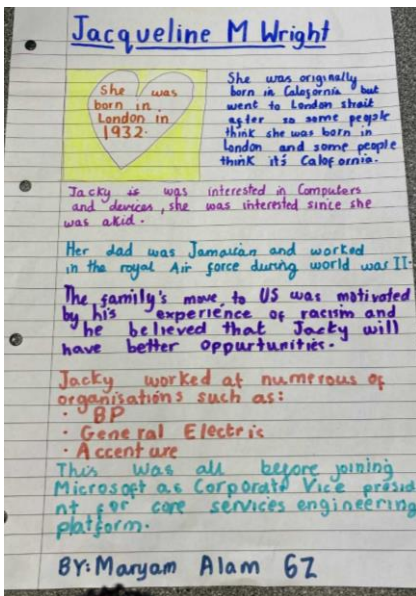 Jacqueline M Wright
She was
born in
London in
1932.
She was originally
born in Calofornia but
went to London strait
after so some people
think she was born in
London and some people
think it's Calofornia.
Jacky is was interested in Computers
and devices, she was interested since she
was akid.
Her dad was Jamaican and worked
in the royal Air force during world was II.
The family's move to US was motivated
by his experience of racism and
he believed that Jacky will
have better oppurtunities.
Jacky worked at numerous of
organisations such as:
· BP
· General Electric
· Accenture
This was all before joining
Microsoft as Corporate Vice presid
nt for core services engineering
platform.
BY: Maryam Alam 6Z